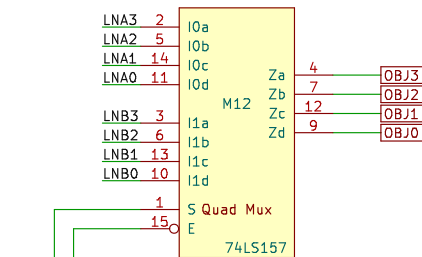 LNA3 2 I0a
LNA2 5 I0b
LNA1 14 I0c
LNA0 11 I0d
Za 4 OBJ3
Zb 7 OBJ2
M12
Zc 12 OBJ1
LNB3 3 I1a
Zd 9 OBJ0
LNB2 6 I1b
LNB1 13 I1c
LNB0 10 I1d
1 S Quad Mux
15 E
74LS157